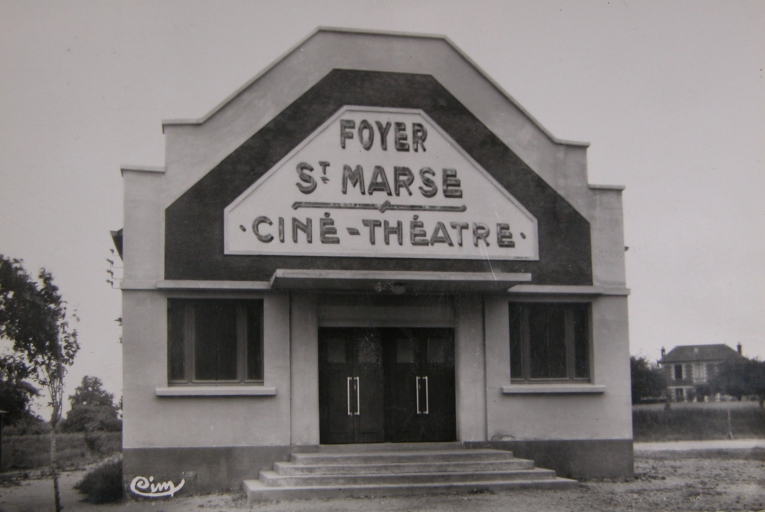 FOYER
ST MARSE
· CINÉ - THÉATRE ·
Cim